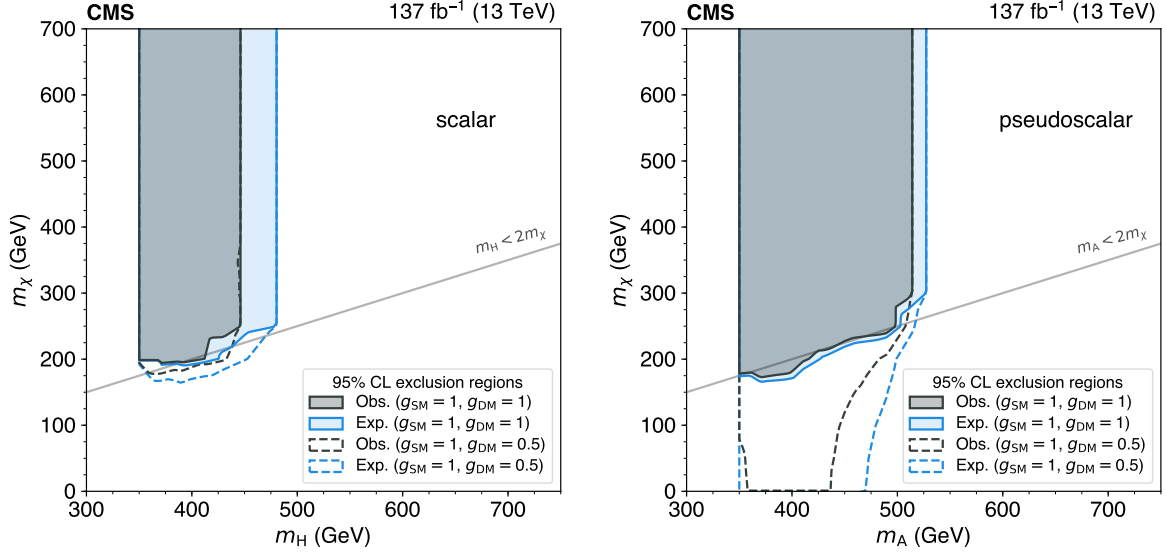 CMS 137 fb⁻¹ (13 TeV)
700
600
500
400
300
200
100
0
mχ (GeV)
scalar
m_H < 2mχ
95% CL exclusion regions
Obs. (g_SM = 1, g_DM = 1)
Exp. (g_SM = 1, g_DM = 1)
Obs. (g_SM = 1, g_DM = 0.5)
Exp. (g_SM = 1, g_DM = 0.5)
300 400 500 600 700
m_H (GeV)
CMS 137 fb⁻¹ (13 TeV)
700
600
500
400
300
200
100
0
mχ (GeV)
pseudoscalar
m_A < 2mχ
95% CL exclusion regions
Obs. (g_SM = 1, g_DM = 1)
Exp. (g_SM = 1, g_DM = 1)
Obs. (g_SM = 1, g_DM = 0.5)
Exp. (g_SM = 1, g_DM = 0.5)
300 400 500 600 700
m_A (GeV)